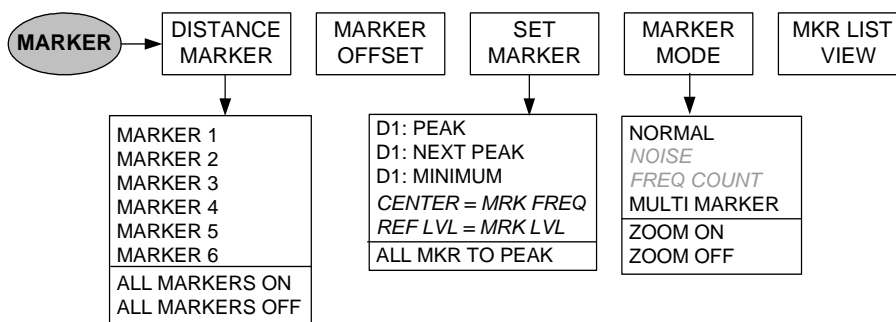 MARKER
DISTANCE
MARKER
MARKER
OFFSET
SET
MARKER
MARKER
MODE
MKR LIST
VIEW
MARKER 1
MARKER 2
MARKER 3
MARKER 4
MARKER 5
MARKER 6
ALL MARKERS ON
ALL MARKERS OFF
D1: PEAK
D1: NEXT PEAK
D1: MINIMUM
CENTER = MRK FREQ
REF LVL = MRK LVL
ALL MKR TO PEAK
NORMAL
NOISE
FREQ COUNT
MULTI MARKER
ZOOM ON
ZOOM OFF